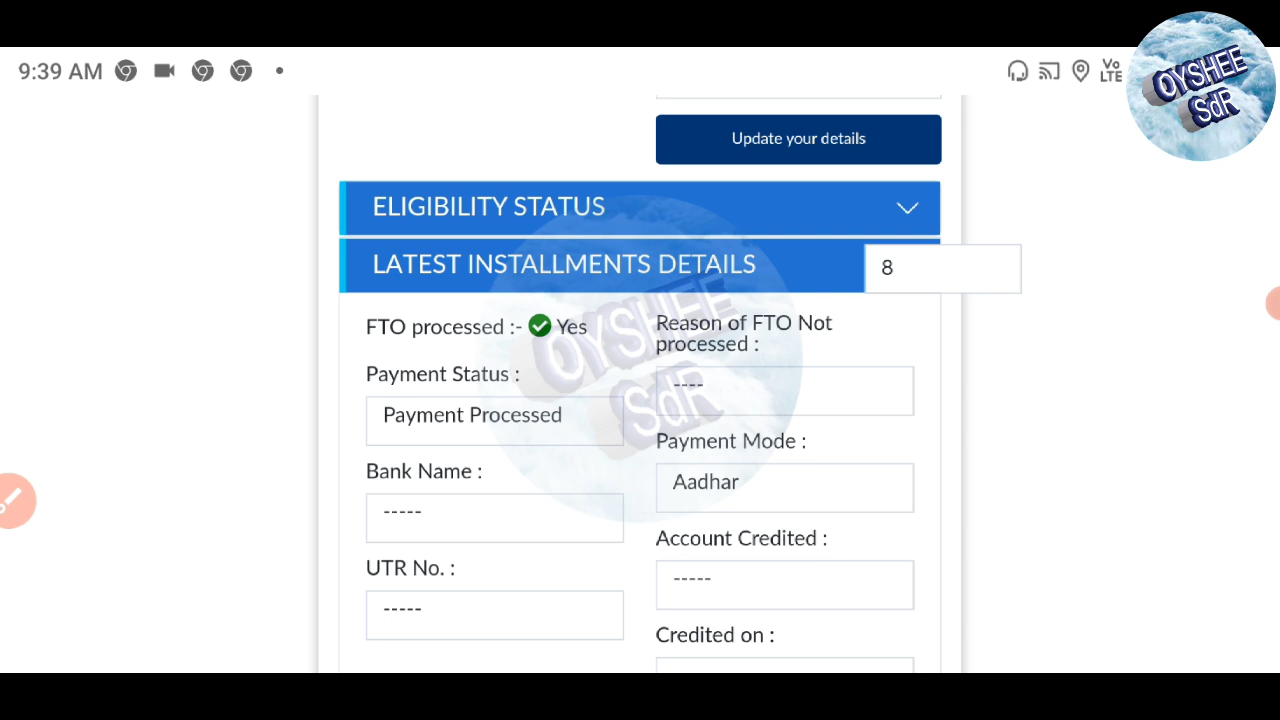 9:39 AM
Vo
LTE
OYSHEE
SdR
Update your details
ELIGIBILITY STATUS
LATEST INSTALLMENTS DETAILS
8
FTO processed :- Yes
Reason of FTO Not
processed :
----
Payment Status :
Payment Processed
Payment Mode :
Aadhar
Bank Name :
-----
Account Credited :
-----
UTR No. :
-----
Credited on :
OYSHEE
SdR